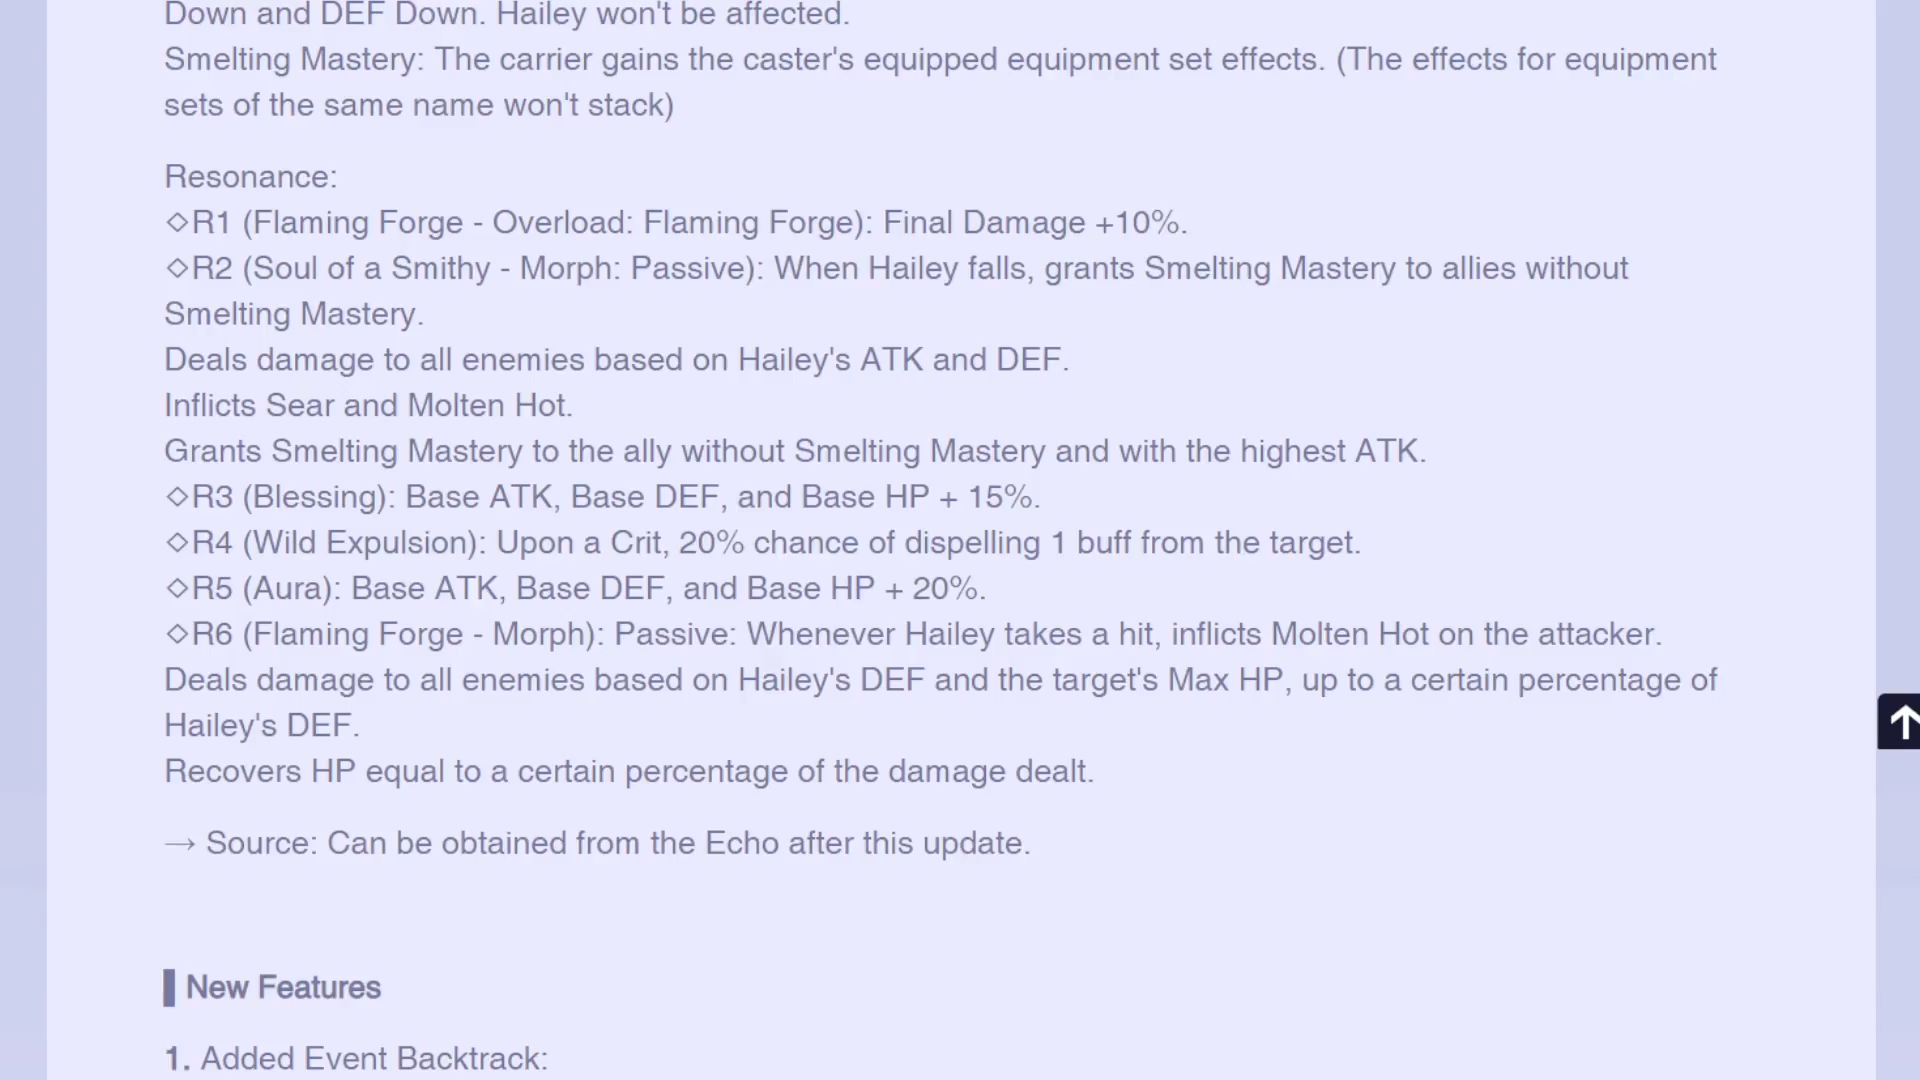 Down and DEF Down. Hailey won't be affected.
Smelting Mastery: The carrier gains the caster's equipped equipment set effects. (The effects for equipment
sets of the same name won't stack)
Resonance:
◇R1 (Flaming Forge - Overload: Flaming Forge): Final Damage +10%.
◇R2 (Soul of a Smithy - Morph: Passive): When Hailey falls, grants Smelting Mastery to allies without
Smelting Mastery.
Deals damage to all enemies based on Hailey's ATK and DEF.
Inflicts Sear and Molten Hot.
Grants Smelting Mastery to the ally without Smelting Mastery and with the highest ATK.
◇R3 (Blessing): Base ATK, Base DEF, and Base HP + 15%.
◇R4 (Wild Expulsion): Upon a Crit, 20% chance of dispelling 1 buff from the target.
◇R5 (Aura): Base ATK, Base DEF, and Base HP + 20%.
◇R6 (Flaming Forge - Morph): Passive: Whenever Hailey takes a hit, inflicts Molten Hot on the attacker.
Deals damage to all enemies based on Hailey's DEF and the target's Max HP, up to a certain percentage of
Hailey's DEF.
Recovers HP equal to a certain percentage of the damage dealt.
→ Source: Can be obtained from the Echo after this update.
New Features
1. Added Event Backtrack: